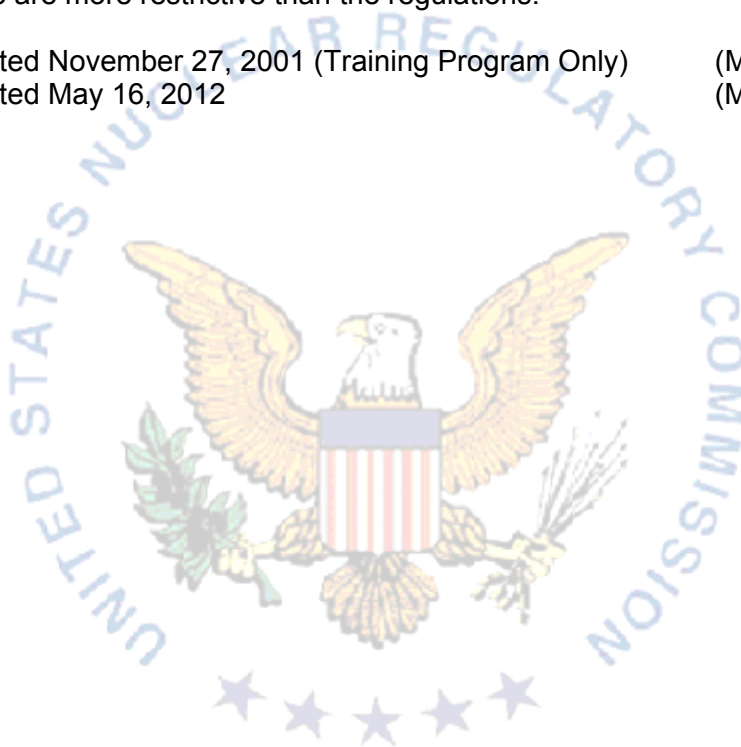 are more restrictive than the regulations.
ted November 27, 2001 (Training Program Only) (M
ted May 16, 2012 (M
UNITED STATES NUCLEAR REGULATORY COMMISSION